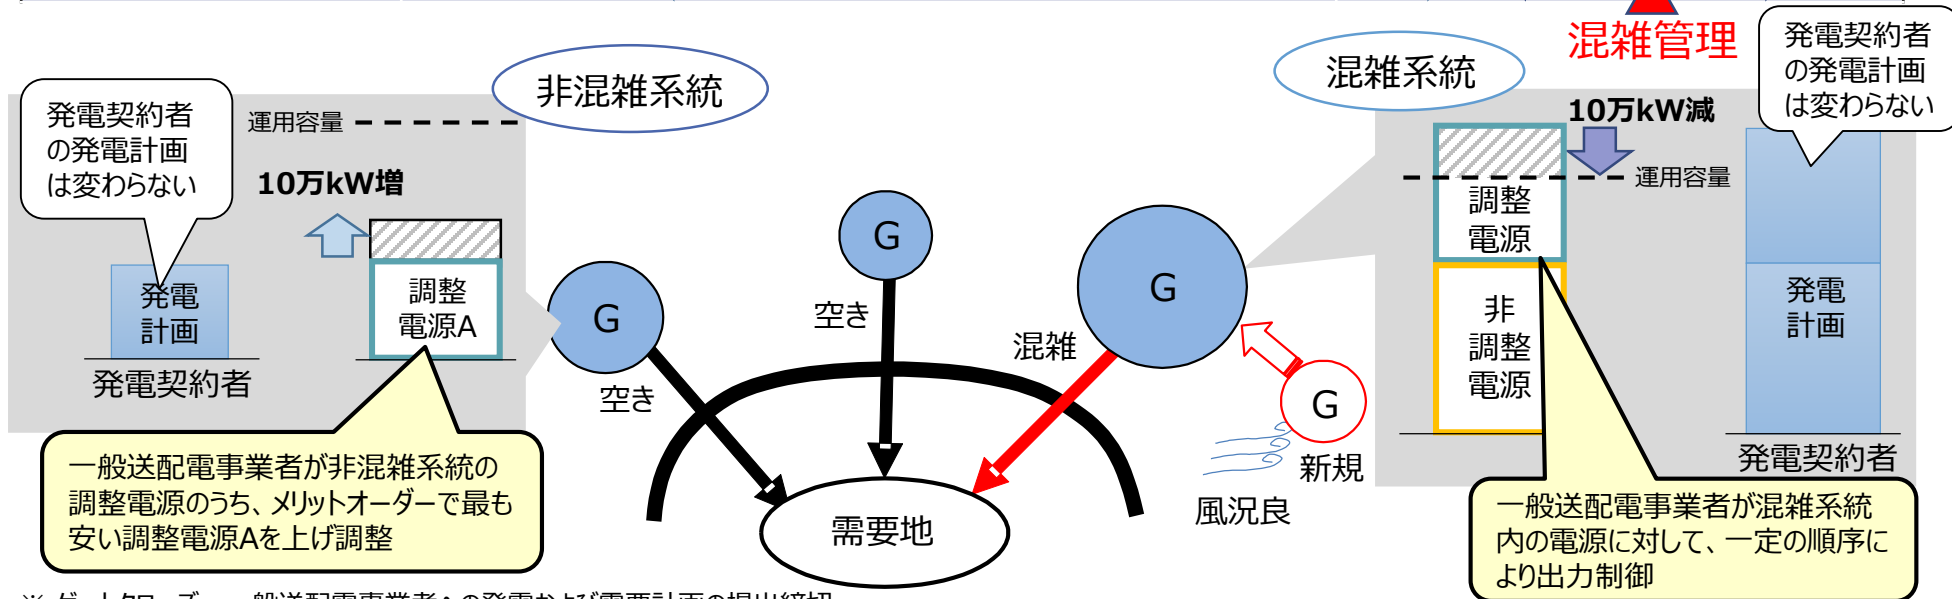 混雑管理
非混雑系統
混雑系統
発電契約者
の発電計画
は変わらない
運用容量
10万kW増
発電
計画
発電契約者
調整
電源A
一般送配電事業者が非混雑系統の
調整電源のうち、メリットオーダーで最も
安い調整電源Aを上げ調整
G
空き
G
空き
G
混雑
G
新規
風況良
需要地
10万kW減
運用容量
調整
電源
非
調整
電源
発電契約者
の発電計画
は変わらない
発電
計画
発電契約者
一般送配電事業者が混雑系統
内の電源に対して、一定の順序に
より出力制御